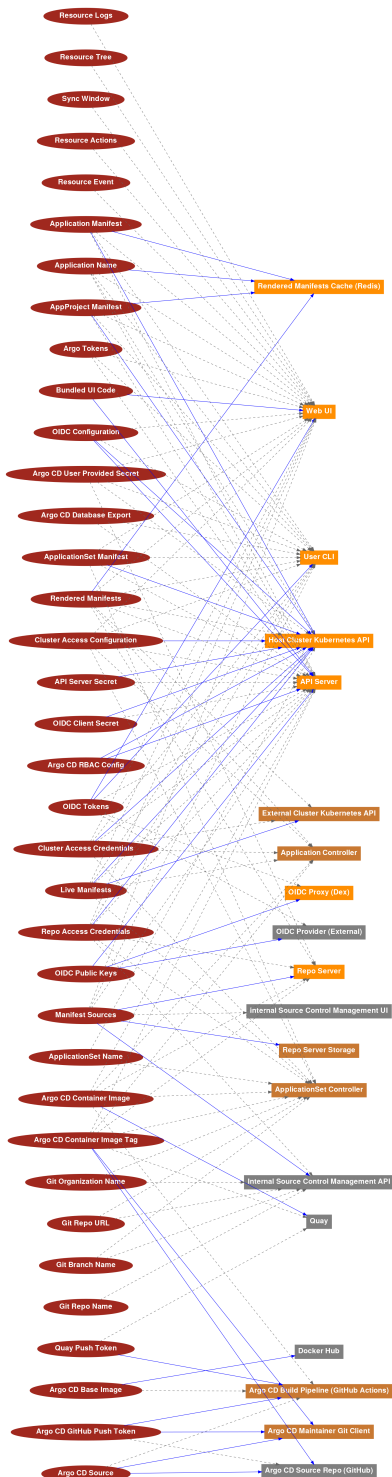 Resource Logs
Resource Tree
Sync Window
Resource Actions
Resource Event
Application Manifest
Application Name
Rendered Manifests Cache (Redis)
AppProject Manifest
Argo Tokens
Bundled UI Code
Web UI
OIDC Configuration
Argo CD User Provided Secret
Argo CD Database Export
ApplicationSet Manifest
User CLI
Rendered Manifests
Cluster Access Configuration
Host Cluster Kubernetes API
API Server Secret
API Server
OIDC Client Secret
Argo CD RBAC Config
OIDC Tokens
External Cluster Kubernetes API
Cluster Access Credentials
Application Controller
Live Manifests
OIDC Proxy (Dex)
Repo Access Credentials
OIDC Provider (External)
OIDC Public Keys
Repo Server
Manifest Sources
Internal Source Control Management UI
ApplicationSet Name
Repo Server Storage
Argo CD Container Image
ApplicationSet Controller
Argo CD Container Image Tag
Git Organization Name
Internal Source Control Management API
Git Repo URL
Quay
Git Branch Name
Git Repo Name
Quay Push Token
Docker Hub
Argo CD Base Image
Argo CD Build Pipeline (GitHub Actions)
Argo CD GitHub Push Token
Argo CD Maintainer Git Client
Argo CD Source
Argo CD Source Repo (GitHub)